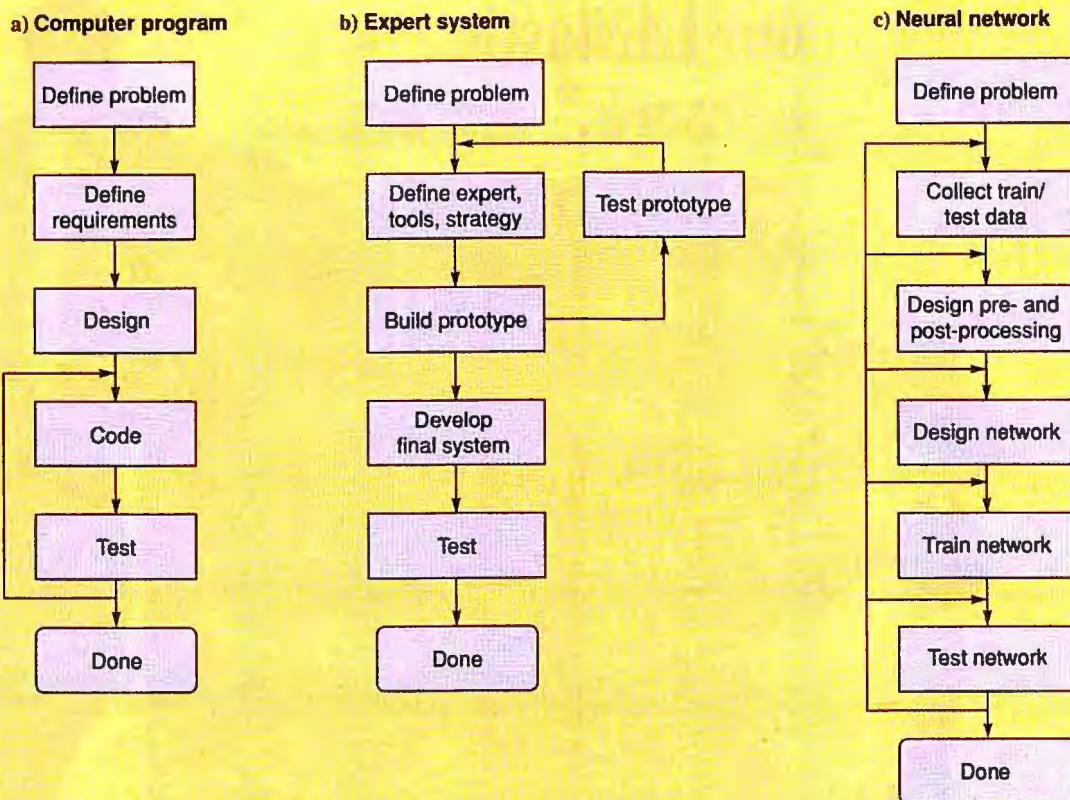 a) Computer program
Define problem
Define
requirements
Design
Code
Test
Done
b) Expert system
Define problem
Define expert,
tools, strategy
Test prototype
Build prototype
Develop
final system
Test
Done
c) Neural network
Define problem
Collect train/
test data
Design pre- and
post-processing
Design network
Train network
Test network
Done